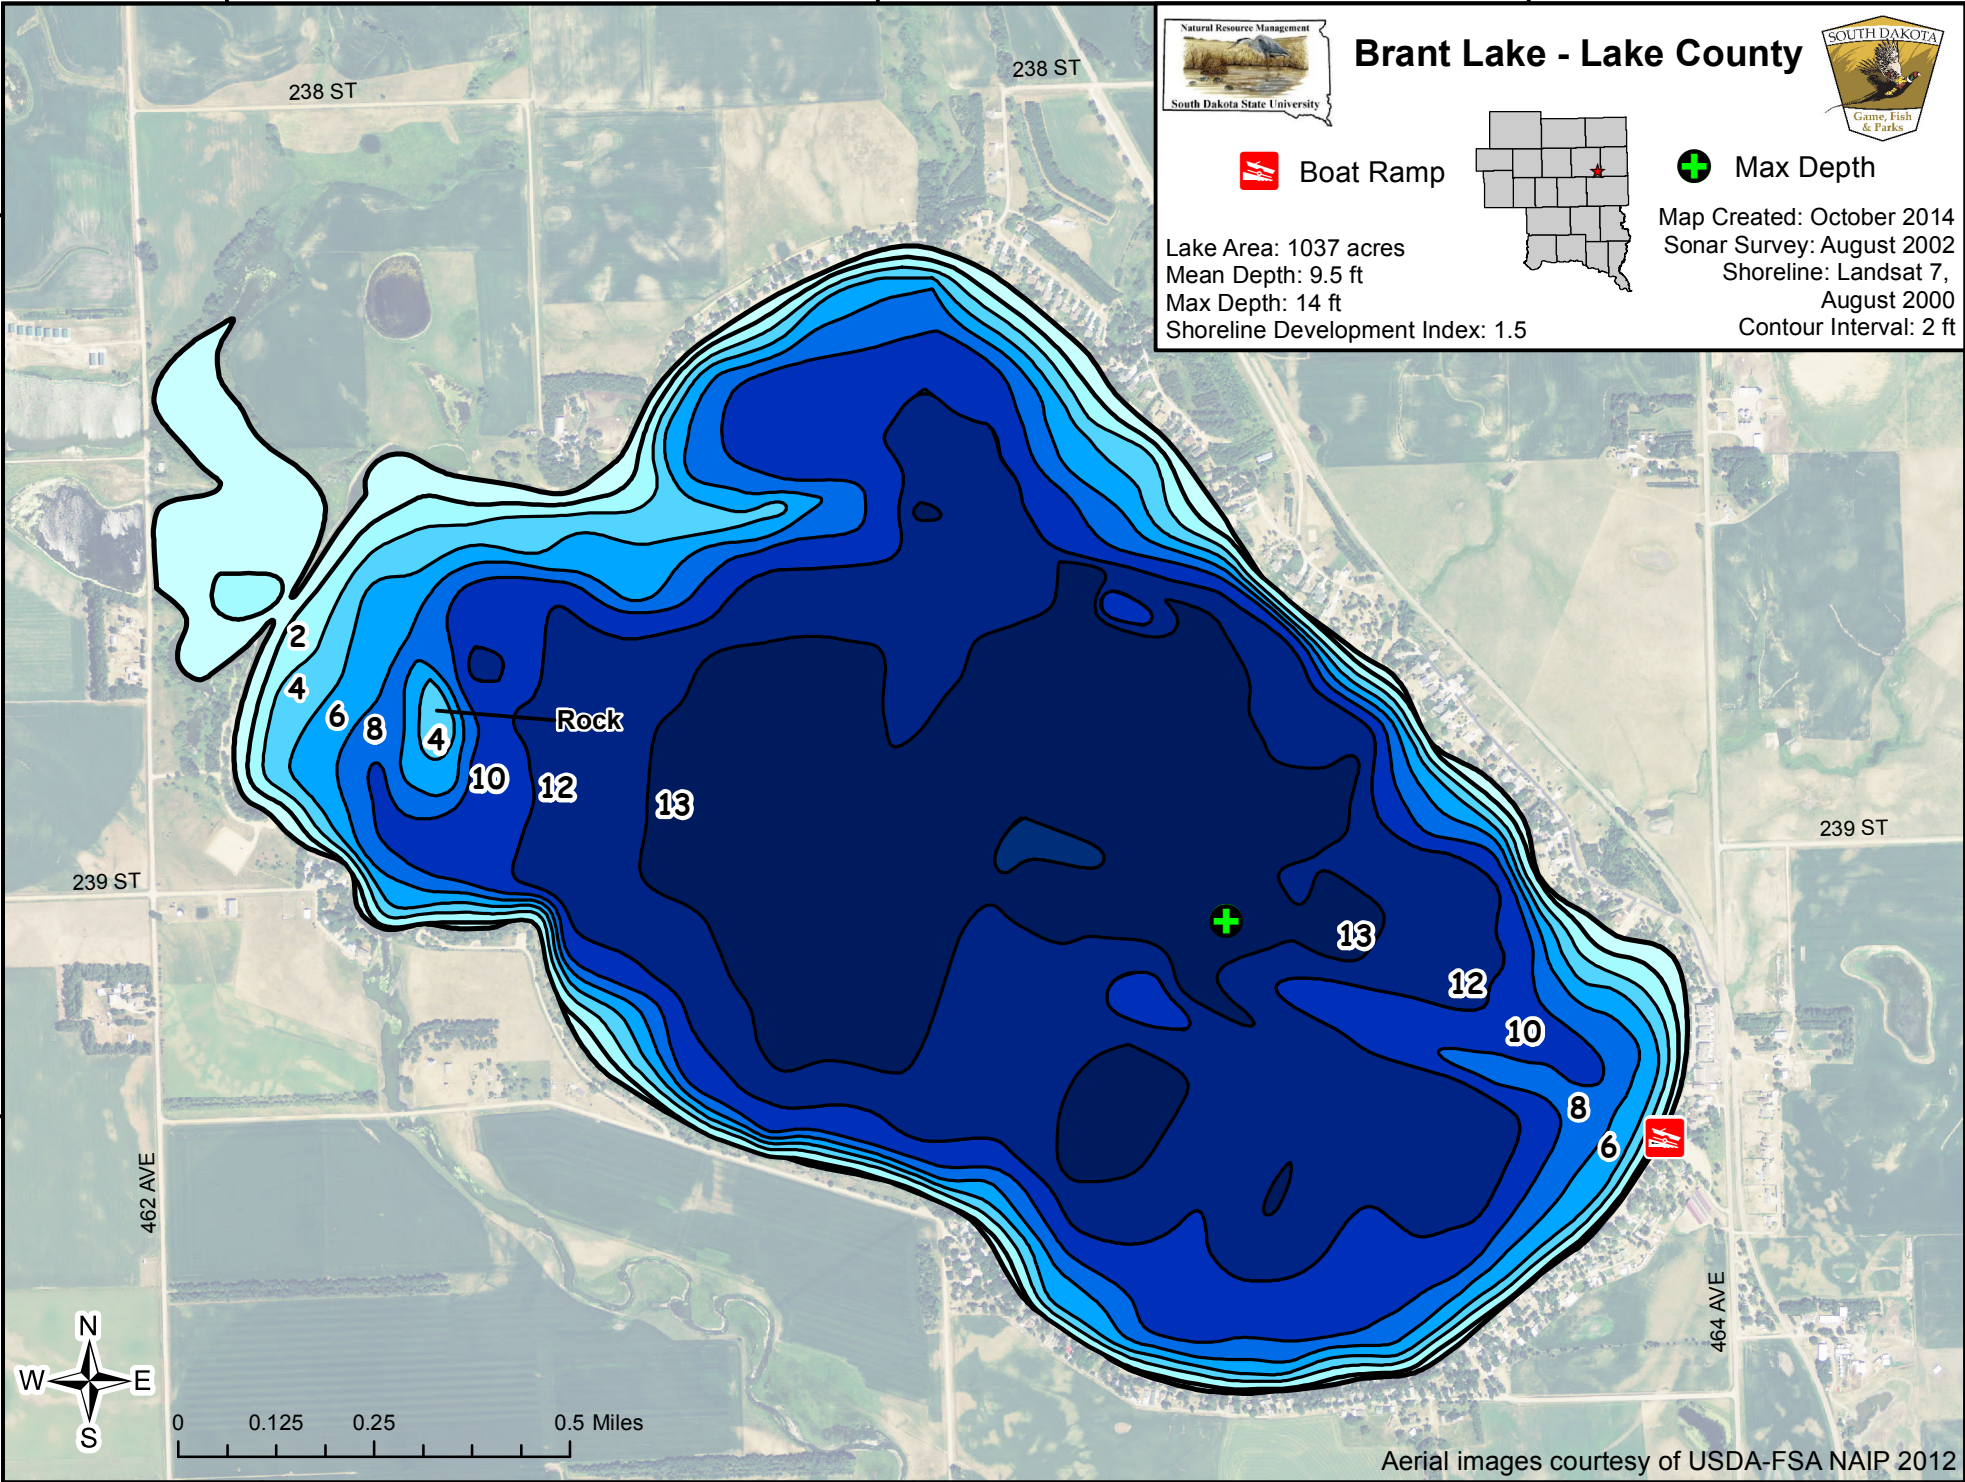 Natural Resource Management
South Dakota State University
Brant Lake - Lake County
SOUTH DAKOTA
Game, Fish
& Parks
Boat Ramp
Max Depth
Lake Area: 1037 acres
Mean Depth: 9.5 ft
Max Depth: 14 ft
Shoreline Development Index: 1.5
Map Created: October 2014
Sonar Survey: August 2002
Shoreline: Landsat 7,
August 2000
Contour Interval: 2 ft
238 ST
238 ST
2
4
6
8
4
Rock
10
12
13
239 ST
239 ST
13
12
10
8
6
462 AVE
464 AVE
N
W E
S
0 0.125 0.25 0.5 Miles
Aerial images courtesy of USDA-FSA NAIP 2012